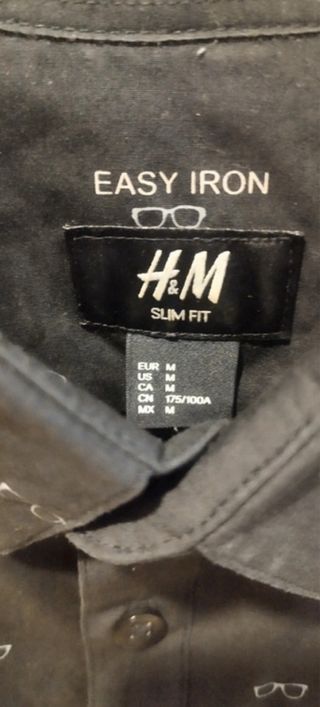 EASY IRON
H&M
SLIM FIT
EUR M
US M
CA M
CN 175/100A
MX M